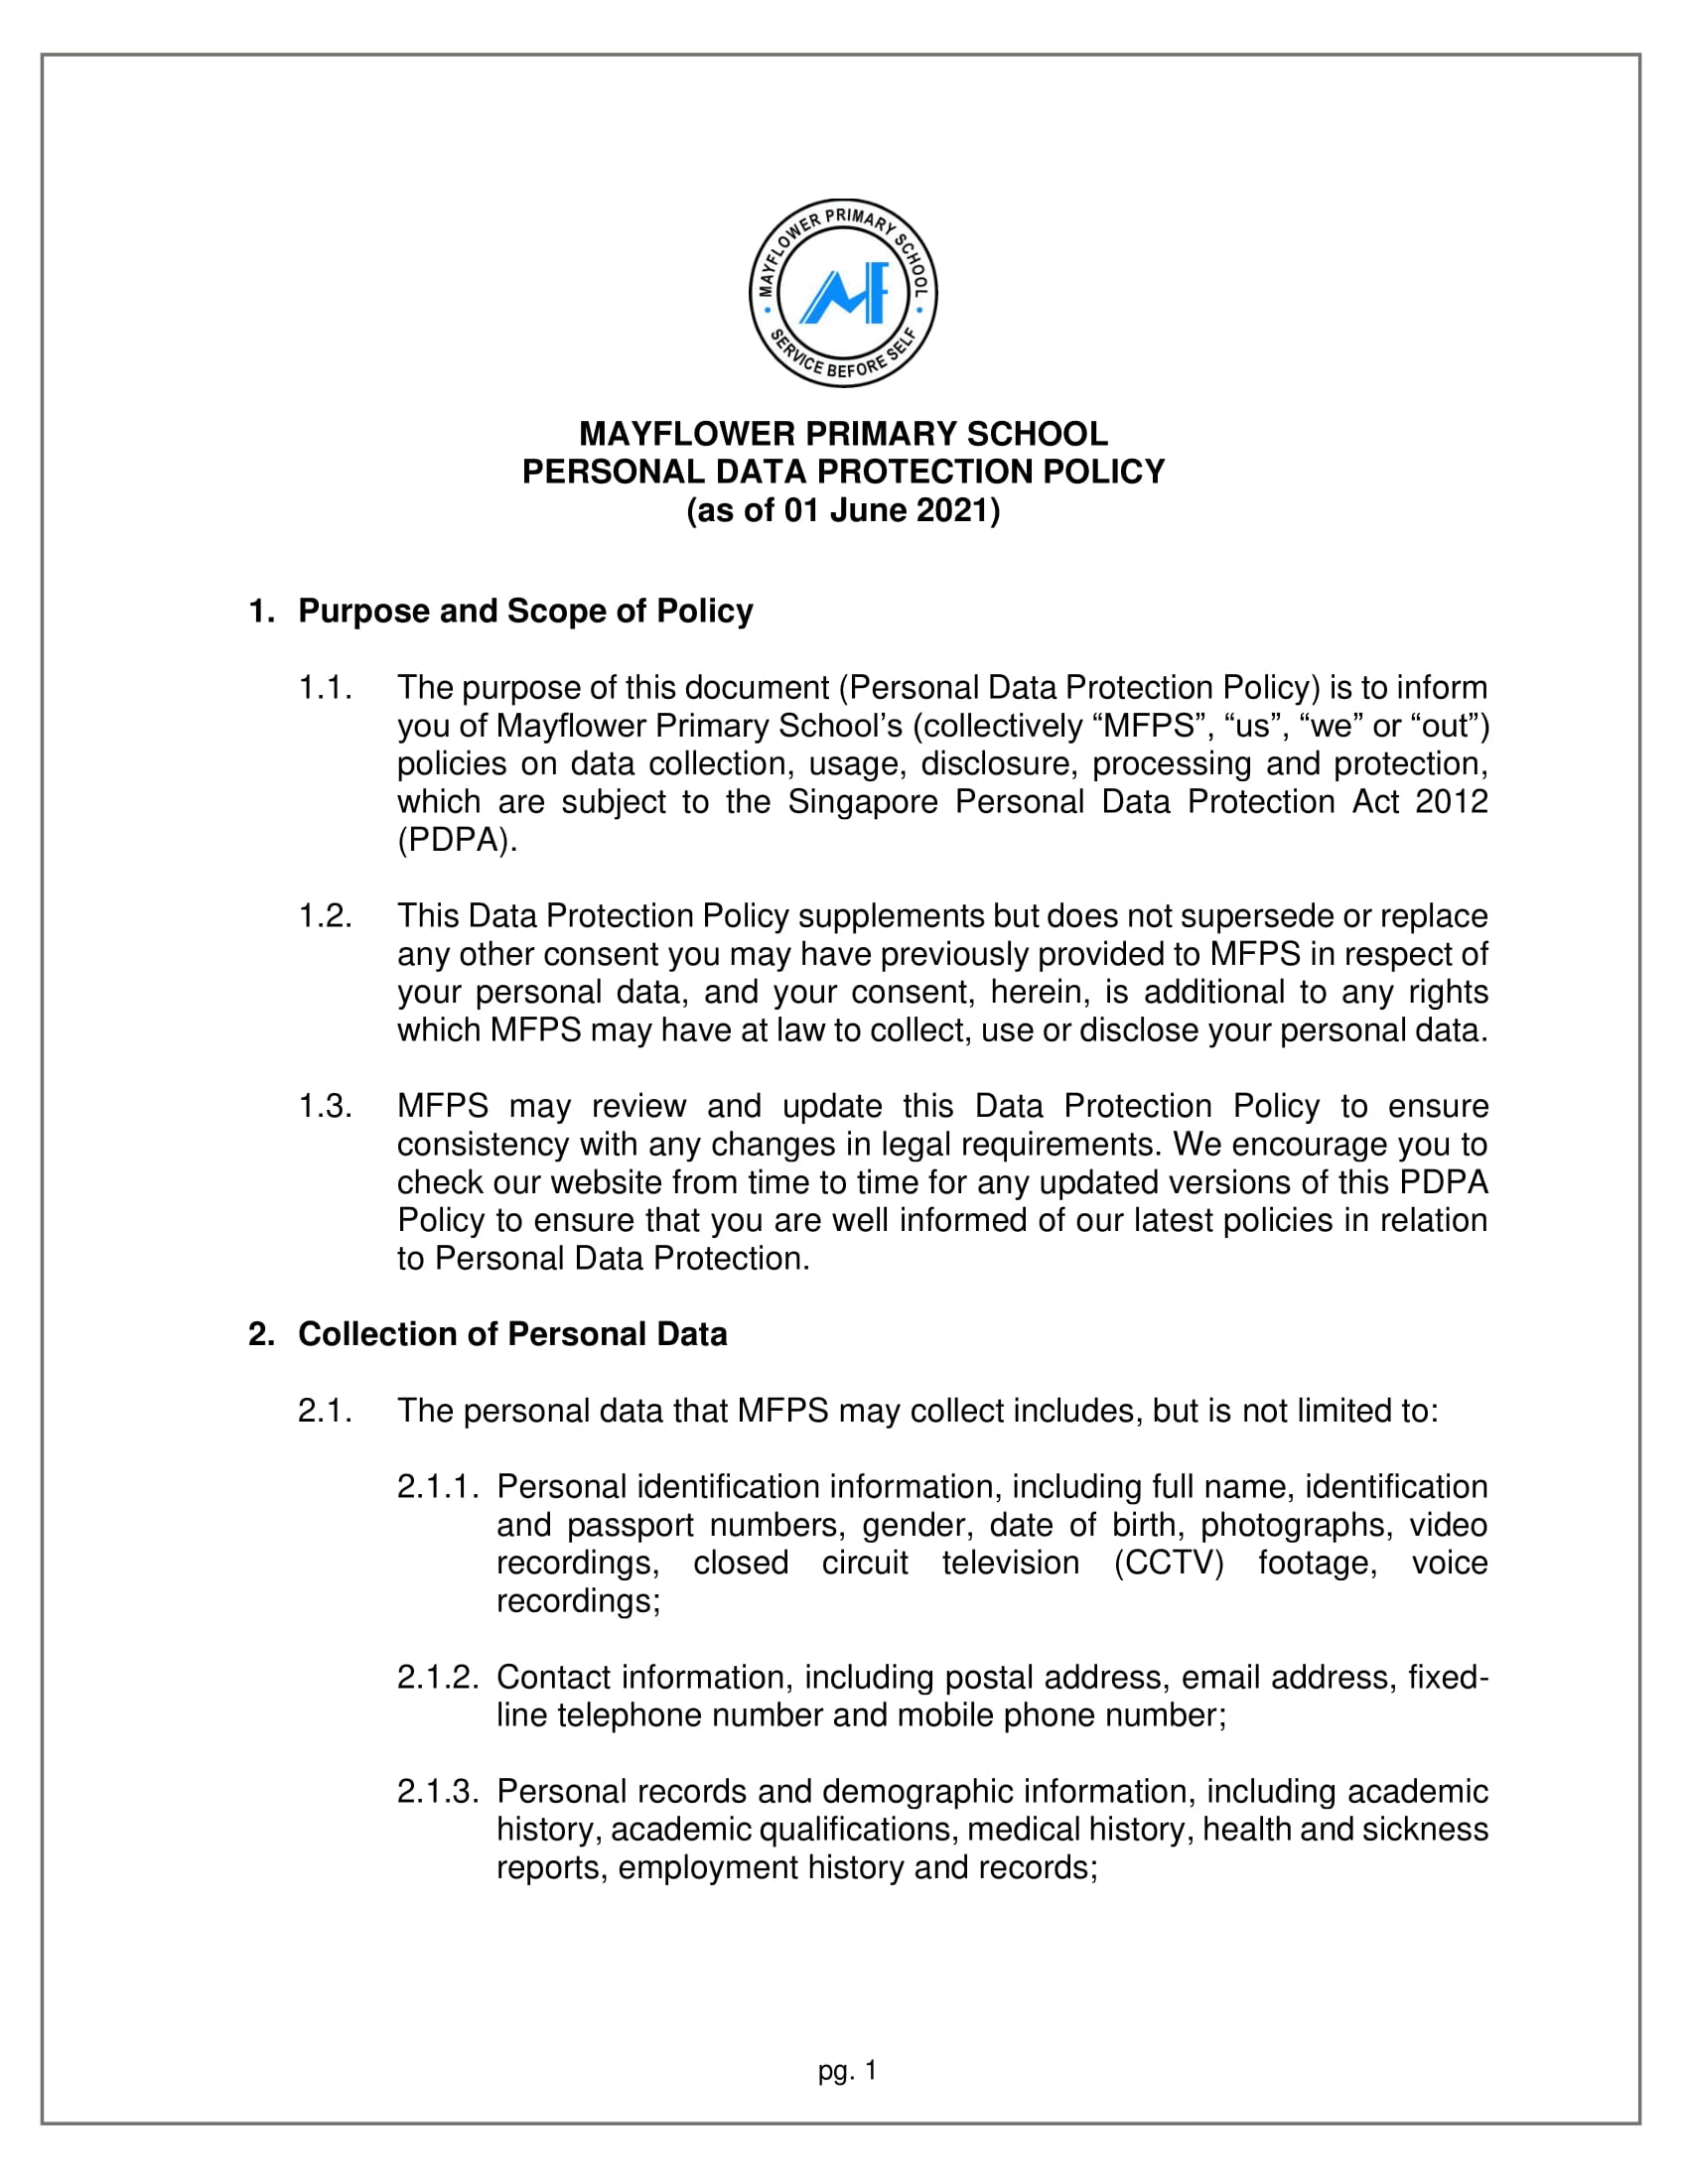 MAYFLOWER PRIMARY SCHOOL
SERVICE BEFORE SELF
MF
MAYFLOWER PRIMARY SCHOOL
PERSONAL DATA PROTECTION POLICY
(as of 01 June 2021)
1. Purpose and Scope of Policy
1.1. The purpose of this document (Personal Data Protection Policy) is to inform
you of Mayflower Primary School’s (collectively “MFPS”, “us”, “we” or “out”)
policies on data collection, usage, disclosure, processing and protection,
which are subject to the Singapore Personal Data Protection Act 2012
(PDPA).
1.2. This Data Protection Policy supplements but does not supersede or replace
any other consent you may have previously provided to MFPS in respect of
your personal data, and your consent, herein, is additional to any rights
which MFPS may have at law to collect, use or disclose your personal data.
1.3. MFPS may review and update this Data Protection Policy to ensure
consistency with any changes in legal requirements. We encourage you to
check our website from time to time for any updated versions of this PDPA
Policy to ensure that you are well informed of our latest policies in relation
to Personal Data Protection.
2. Collection of Personal Data
2.1. The personal data that MFPS may collect includes, but is not limited to:
2.1.1. Personal identification information, including full name, identification
and passport numbers, gender, date of birth, photographs, video
recordings, closed circuit television (CCTV) footage, voice
recordings;
2.1.2. Contact information, including postal address, email address, fixed-
line telephone number and mobile phone number;
2.1.3. Personal records and demographic information, including academic
history, academic qualifications, medical history, health and sickness
reports, employment history and records;
pg. 1